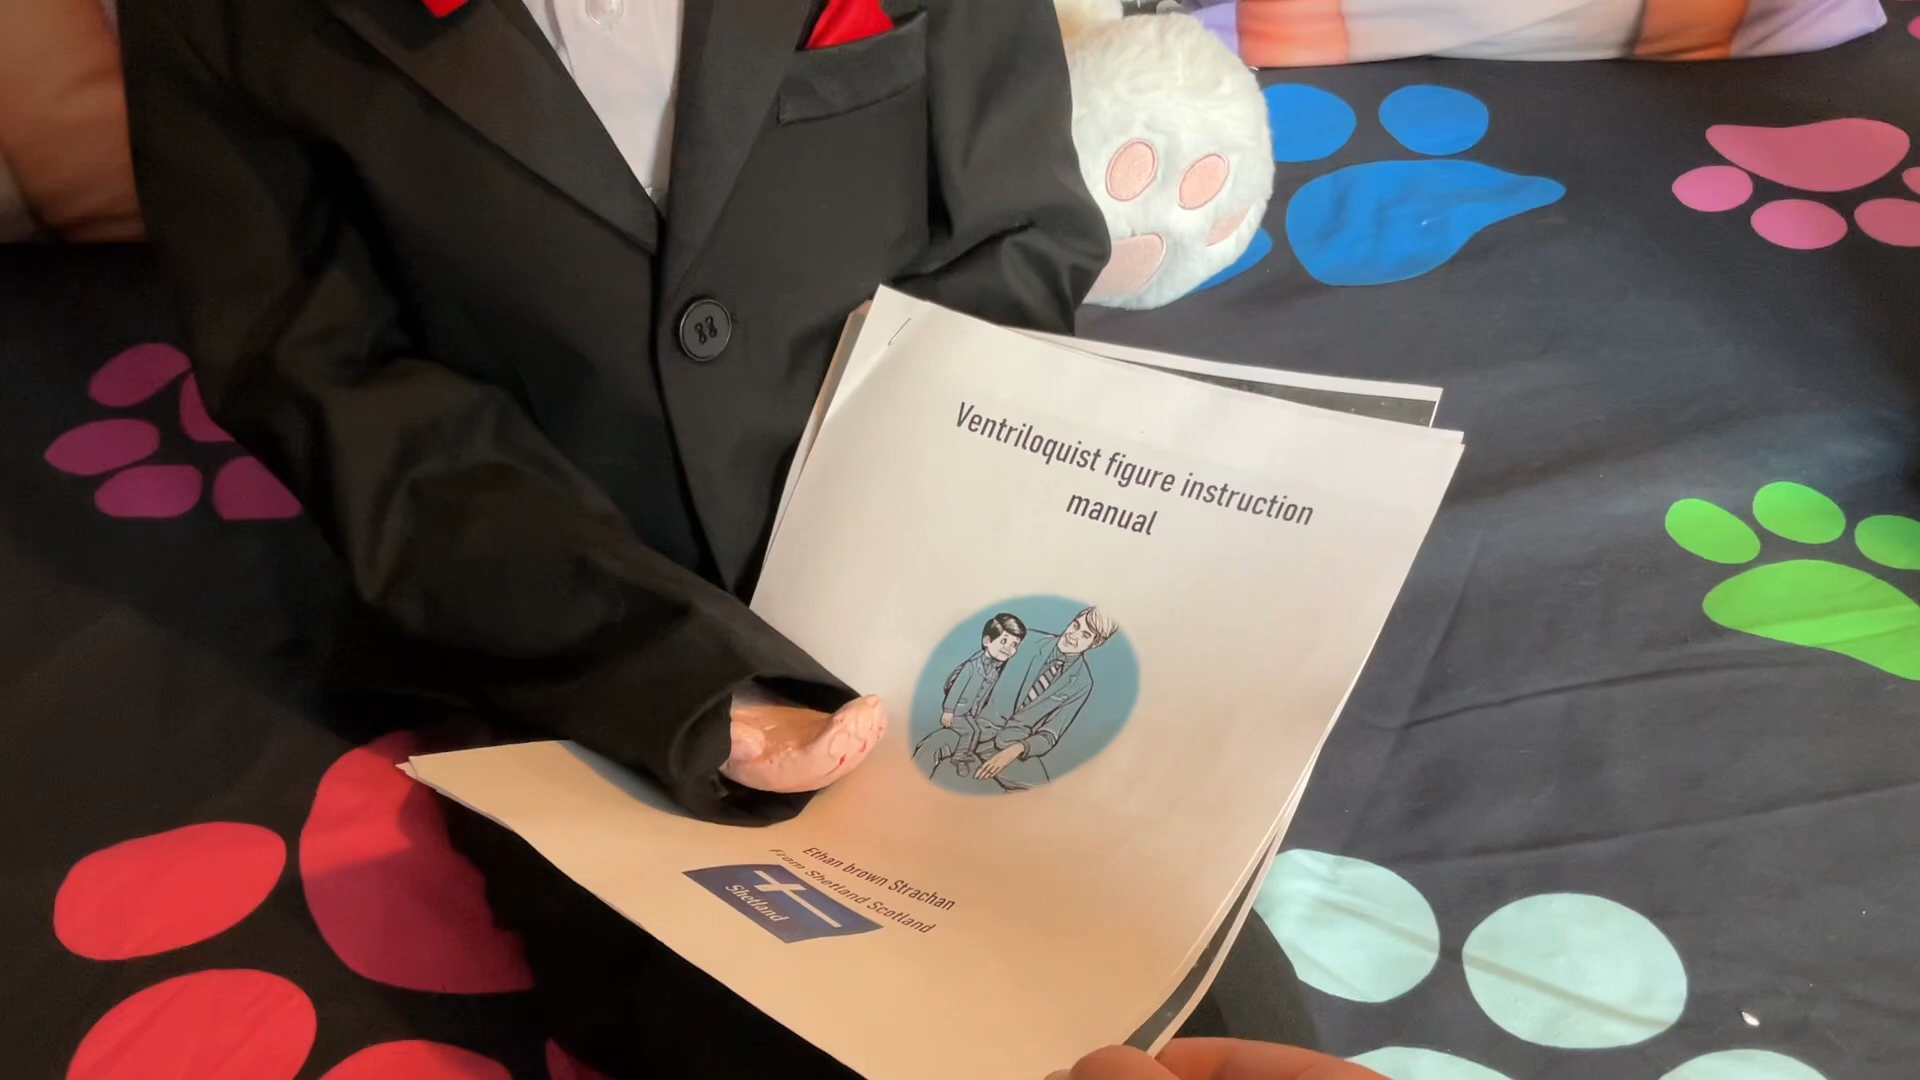 Ventriloquist figure instruction
manual
Ethan brown Strachan
From Shetland Scotland
Shetland